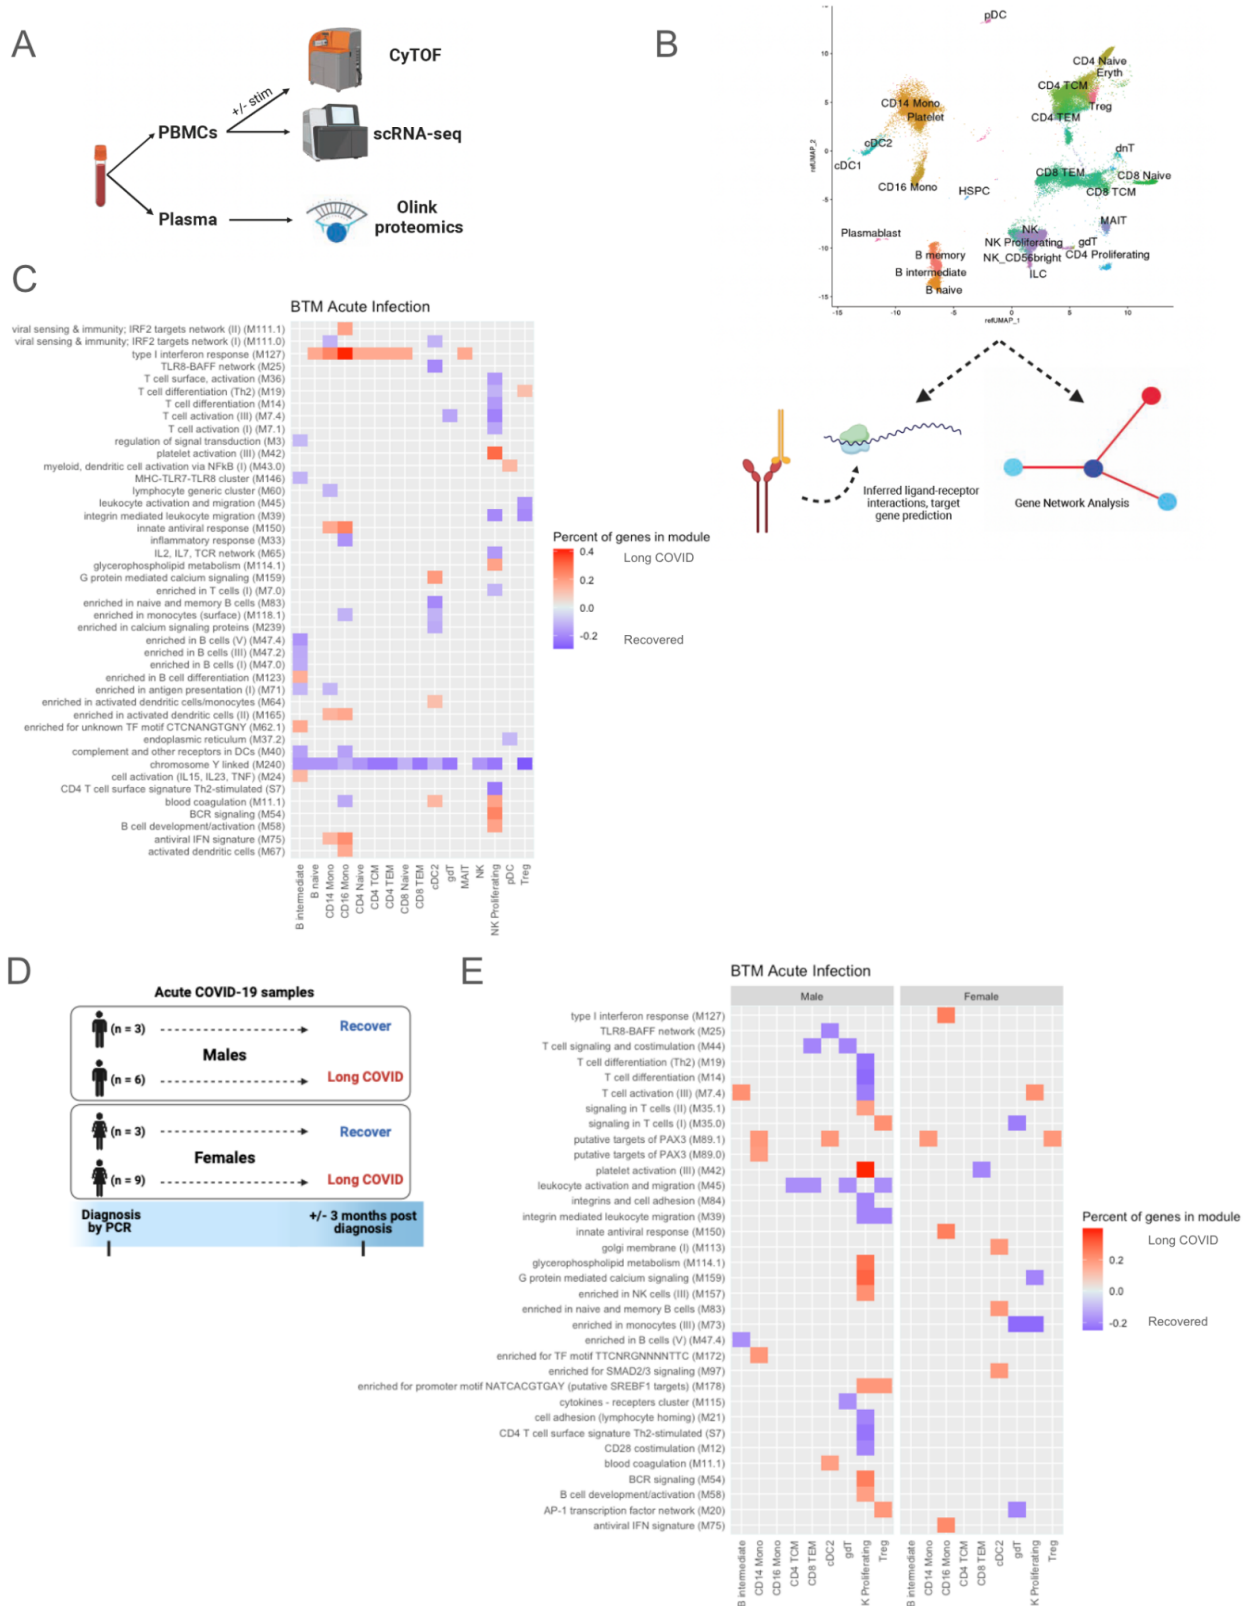 A
CyTOF
+/- stim
PBMCs
scRNA-seq
Plasma
Olink
proteomics
B
refUMAP_2
10
5
0
-5
-10
-15
-15
-10
-5
0
5
10
refUMAP_1
pDC
CD4 Naive
Eryth
CD4 TCM
Treg
CD4 TEM
CD14 Mono
Platelet
cDC2
cDC1
CD16 Mono
HSPC
dnT
CD8 TEM
CD8 Naive
CD8 TCM
MAIT
Plasmablast
NK
NK Proliferating
gdT
NK_CD56bright
CD4 Proliferating
ILC
B memory
B intermediate
B naive
Inferred ligand-receptor
interactions, target
gene prediction
Gene Network Analysis
C
BTM Acute Infection
viral sensing & immunity; IRF2 targets network (II) (M111.1)
viral sensing & immunity; IRF2 targets network (I) (M111.0)
type I interferon response (M127)
TLR8-BAFF network (M25)
T cell surface, activation (M36)
T cell differentiation (Th2) (M19)
T cell differentiation (M14)
T cell activation (III) (M7.4)
T cell activation (I) (M7.1)
regulation of signal transduction (M3)
platelet activation (III) (M42)
myeloid, dendritic cell activation via NFkB (I) (M43.0)
MHC-TLR7-TLR8 cluster (M146)
lymphocyte generic cluster (M60)
leukocyte activation and migration (M45)
integrin mediated leukocyte migration (M39)
innate antiviral response (M150)
inflammatory response (M33)
IL2, IL7, TCR network (M65)
glycerophospholipid metabolism (M114.1)
G protein mediated calcium signaling (M159)
enriched in T cells (I) (M7.0)
enriched in naive and memory B cells (M83)
enriched in monocytes (surface) (M118.1)
enriched in calcium signaling proteins (M239)
enriched in B cells (V) (M47.4)
enriched in B cells (III) (M47.2)
enriched in B cells (I) (M47.0)
enriched in B cell differentiation (M123)
enriched in antigen presentation (I) (M71)
enriched in activated dendritic cells/monocytes (M64)
enriched in activated dendritic cells (II) (M165)
enriched for unknown TF motif CTCNANGTGNY (M62.1)
endoplasmic reticulum (M37.2)
complement and other receptors in DCs (M40)
chromosome Y linked (M240)
cell activation (IL15, IL23, TNF) (M24)
CD4 T cell surface signature Th2-stimulated (S7)
blood coagulation (M11.1)
BCR signaling (M54)
B cell development/activation (M58)
antiviral IFN signature (M75)
activated dendritic cells (M67)
B intermediate
B naive
CD14 Mono
CD16 Mono
CD4 Naive
CD4 TCM
CD4 TEM
CD8 Naive
CD8 TEM
cDC2
gdT
MAIT
NK
NK Proliferating
pDC
Treg
Percent of genes in module
0.4
0.2
0.0
-0.2
Long COVID
Recovered
D
Acute COVID-19 samples
(n = 3)
Recover
Males
(n = 6)
Long COVID
(n = 3)
Recover
Females
(n = 9)
Long COVID
Diagnosis
by PCR
+/- 3 months post
diagnosis
E
BTM Acute Infection
Male
Female
type I interferon response (M127)
TLR8-BAFF network (M25)
T cell signaling and costimulation (M44)
T cell differentiation (Th2) (M19)
T cell differentiation (M14)
T cell activation (III) (M7.4)
signaling in T cells (II) (M35.1)
signaling in T cells (I) (M35.0)
putative targets of PAX3 (M89.1)
putative targets of PAX3 (M89.0)
platelet activation (III) (M42)
leukocyte activation and migration (M45)
integrins and cell adhesion (M84)
integrin mediated leukocyte migration (M39)
innate antiviral response (M150)
golgi membrane (I) (M113)
glycerophospholipid metabolism (M114.1)
G protein mediated calcium signaling (M159)
enriched in NK cells (III) (M157)
enriched in naive and memory B cells (M83)
enriched in monocytes (III) (M73)
enriched in B cells (V) (M47.4)
enriched for TF motif TTCNRGNNNNTTC (M172)
enriched for SMAD2/3 signaling (M97)
enriched for promoter motif NATCACGTGAY (putative SREBF1 targets) (M178)
cytokines - recepters cluster (M115)
cell adhesion (lymphocyte homing) (M21)
CD4 T cell surface signature Th2-stimulated (S7)
CD28 costimulation (M12)
blood coagulation (M11.1)
BCR signaling (M54)
B cell development/activation (M58)
AP-1 transcription factor network (M20)
antiviral IFN signature (M75)
B intermediate
CD14 Mono
CD16 Mono
CD4 TCM
CD8 TEM
cDC2
gdT
K Proliferating
Treg
B intermediate
CD14 Mono
CD16 Mono
CD4 TCM
CD8 TEM
cDC2
gdT
K Proliferating
Treg
Percent of genes in module
0.2
0.0
-0.2
Long COVID
Recovered